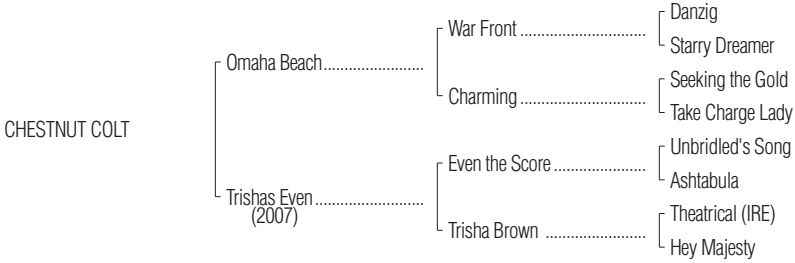 Danzig
War Front ..............................
Starry Dreamer
Omaha Beach........................
Seeking the Gold
Charming ..............................
Take Charge Lady
CHESTNUT COLT
Unbridled's Song
Even the Score ......................
Ashtabula
Trishas Even..........................
(2007)
Theatrical (IRE)
Trisha Brown ........................
Hey Majesty